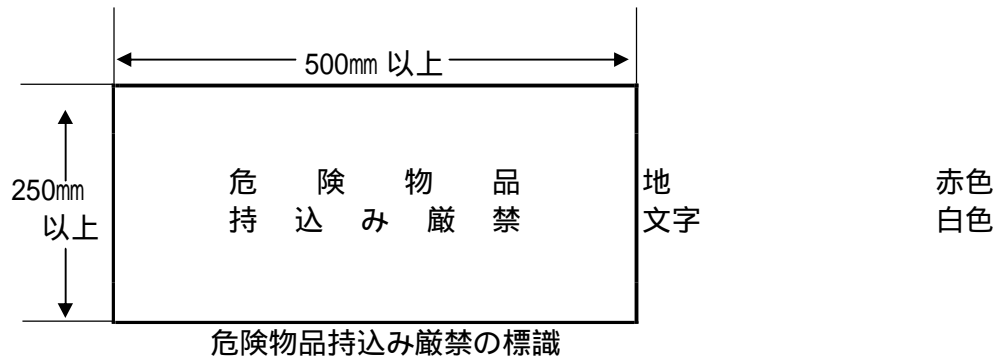 500㎜ 以上
250㎜
以上
危険物品
持込み厳禁
地 赤色
文字 白色
危険物品持込み厳禁の標識